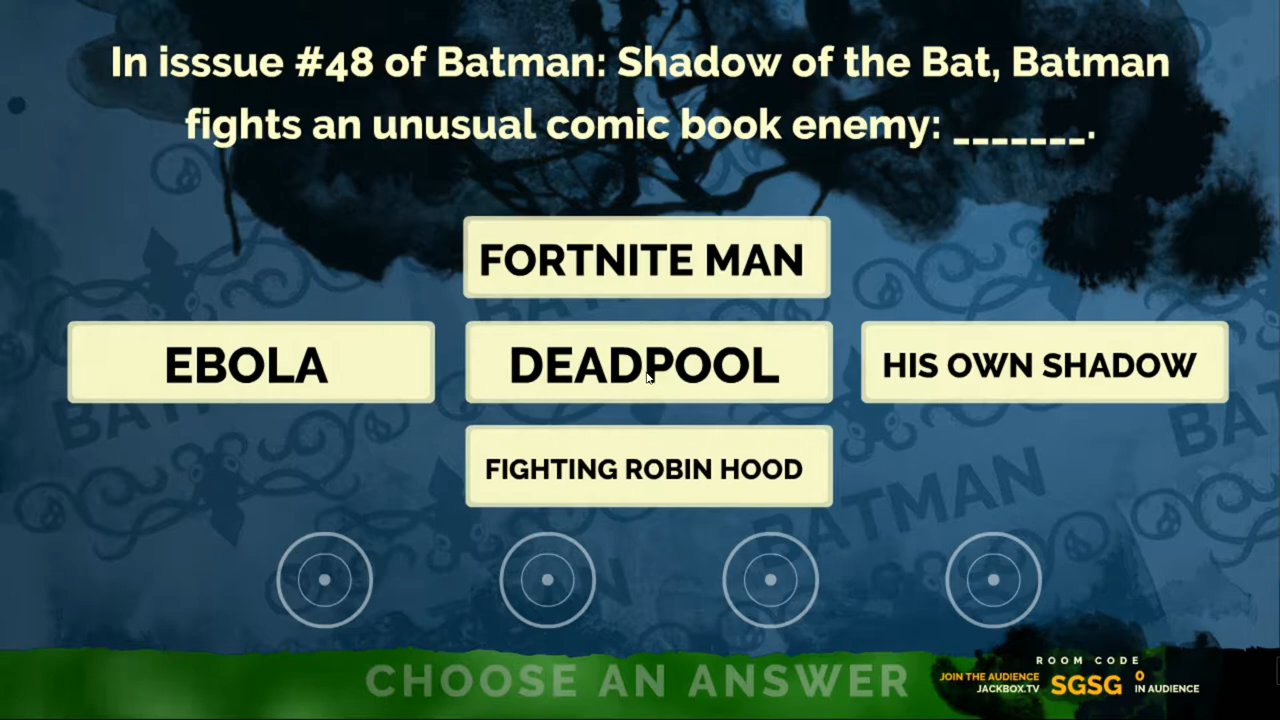 In isssue #48 of Batman: Shadow of the Bat, Batman
fights an unusual comic book enemy: _______.
FORTNITE MAN
EBOLA
DEADPOOL
HIS OWN SHADOW
FIGHTING ROBIN HOOD
BATMAN
CHOOSE AN ANSWER
ROOM CODE
JOIN THE AUDIENCE
JACKBOX.TV
SGSG
0
IN AUDIENCE